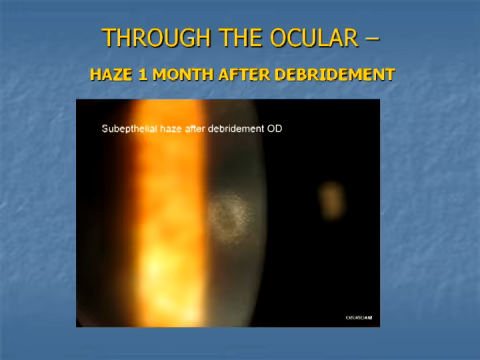 THROUGH THE OCULAR –
HAZE 1 MONTH AFTER DEBRIDEMENT
Subepthelial haze after debridement OD